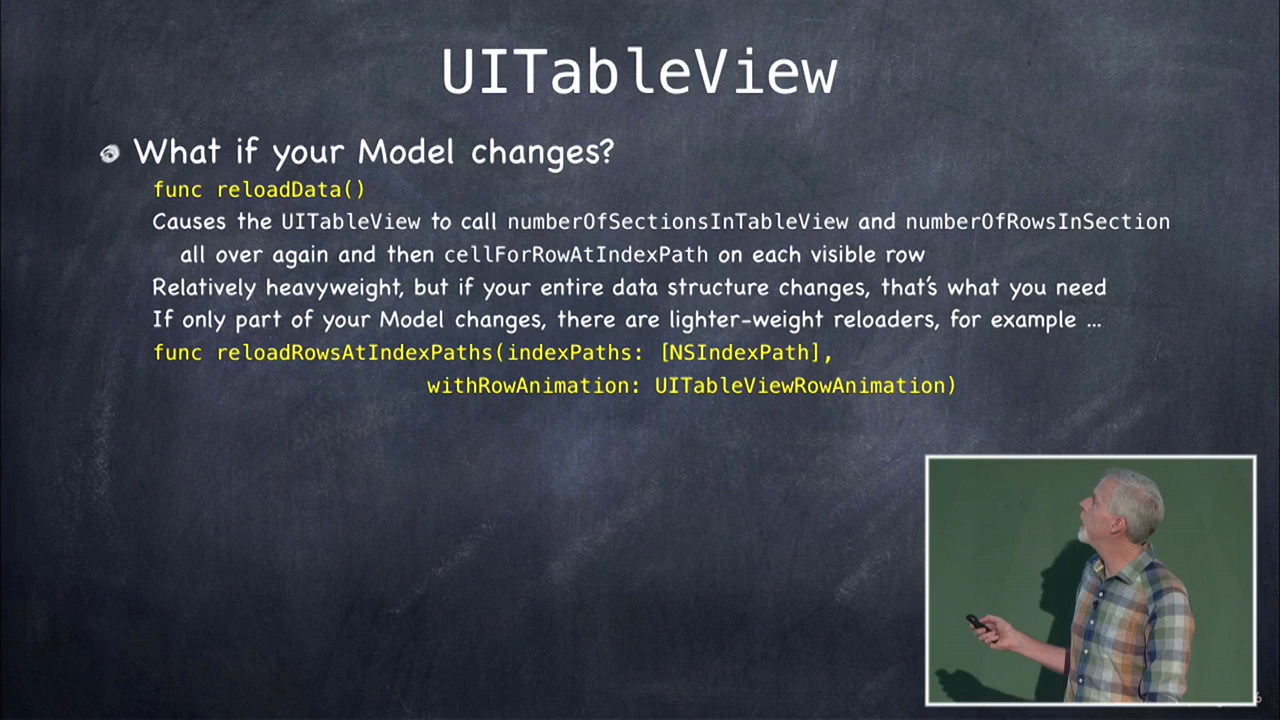 UITableView
What if your Model changes?
func reloadData()
Causes the UITableView to call numberOfSectionsInTableView and numberOfRowsInSection
all over again and then cellForRowAtIndexPath on each visible row
Relatively heavyweight, but if your entire data structure changes, that's what you need
If only part of your Model changes, there are lighter-weight reloaders, for example ...
func reloadRowsAtIndexPaths(indexPaths: [NSIndexPath],
withRowAnimation: UITableViewRowAnimation)